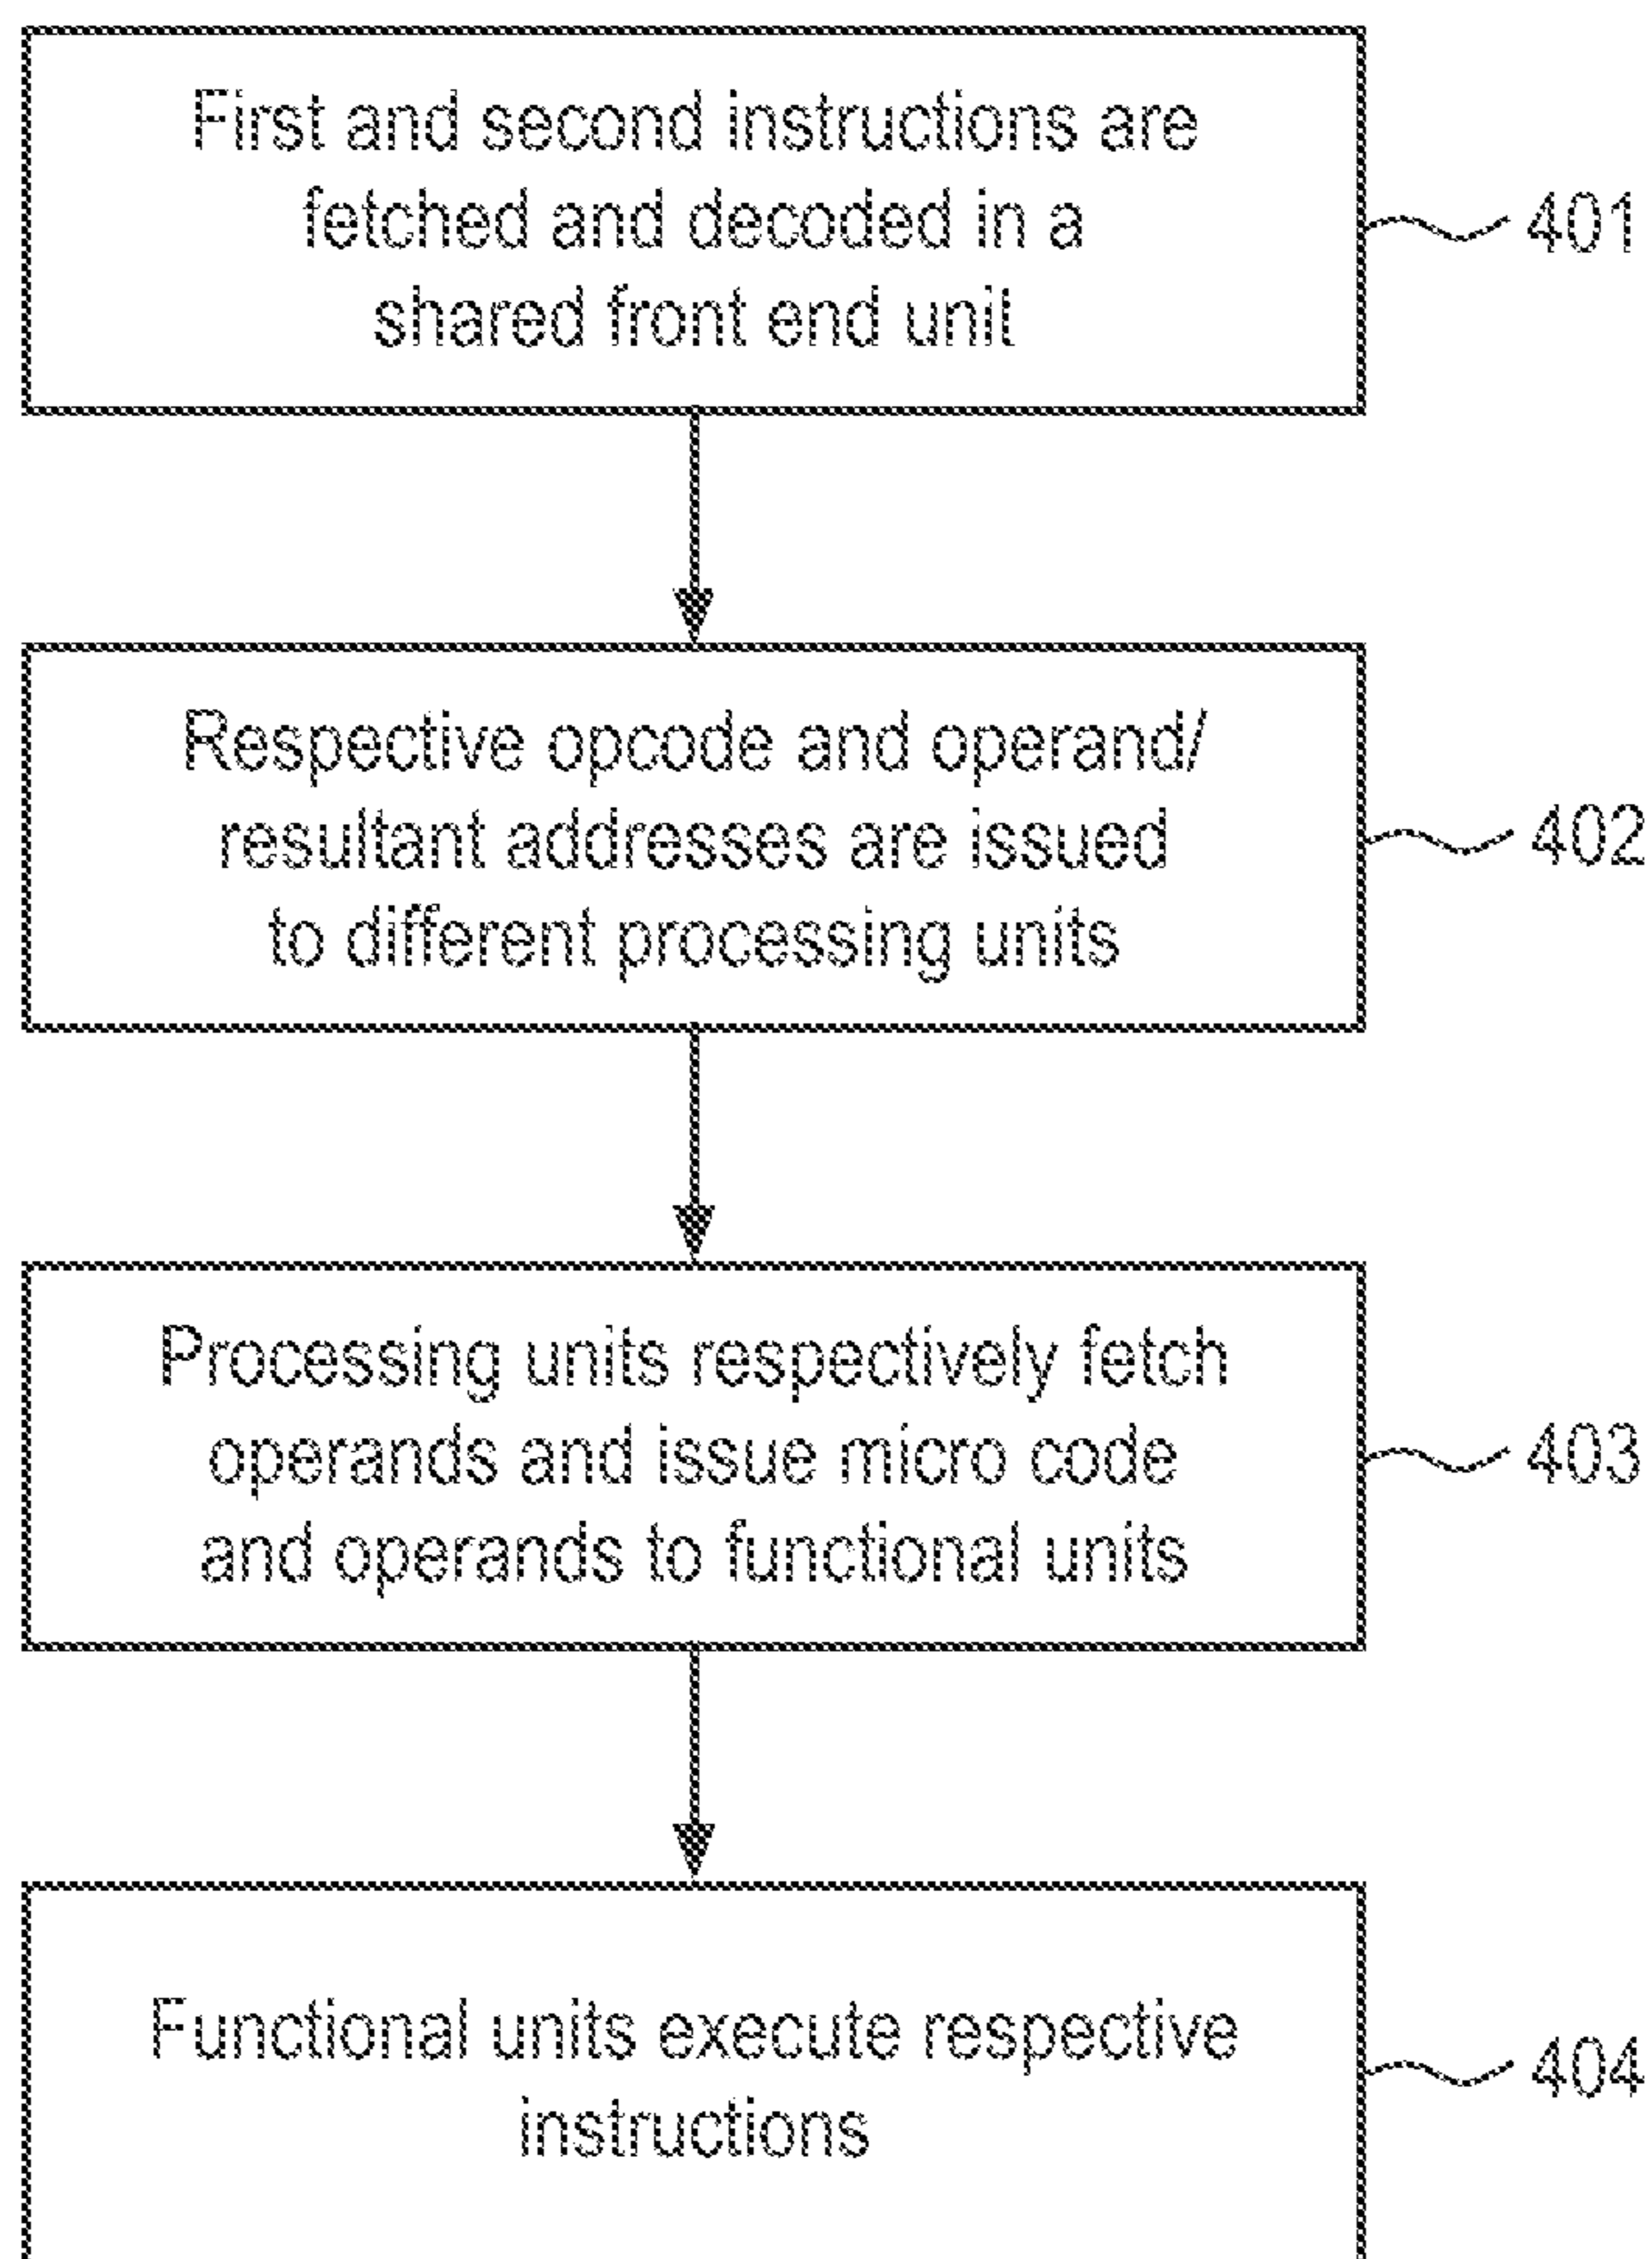 First and second instructions are
fetched and decoded in a
shared front end unit
401
Respective opcode and operand/
resultant addresses are issued
to different processing units
402
Processing units respectively fetch
operands and issue micro code
and operands to functional units
403
Functional units execute respective
instructions
404